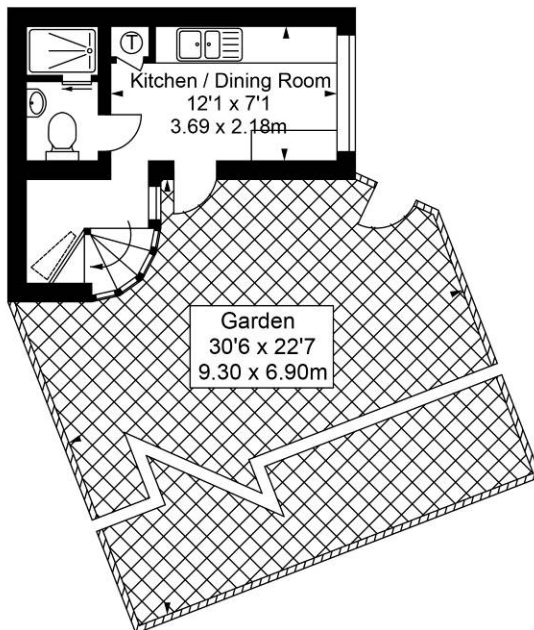 T
Kitchen / Dining Room
12'1 x 7'1
3.69 x 2.18m
Garden
30'6 x 22'7
9.30 x 6.90m